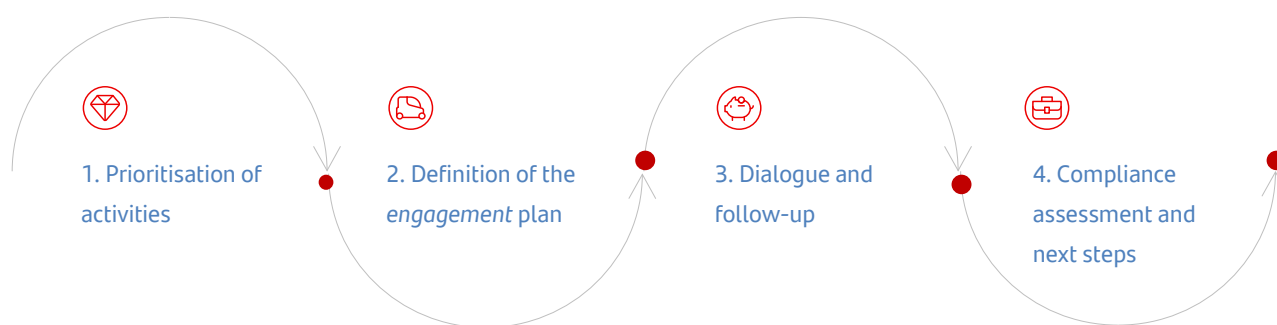 1. Prioritisation of
activities
2. Definition of the
engagement plan
3. Dialogue and
follow-up
4. Compliance
assessment and
next steps